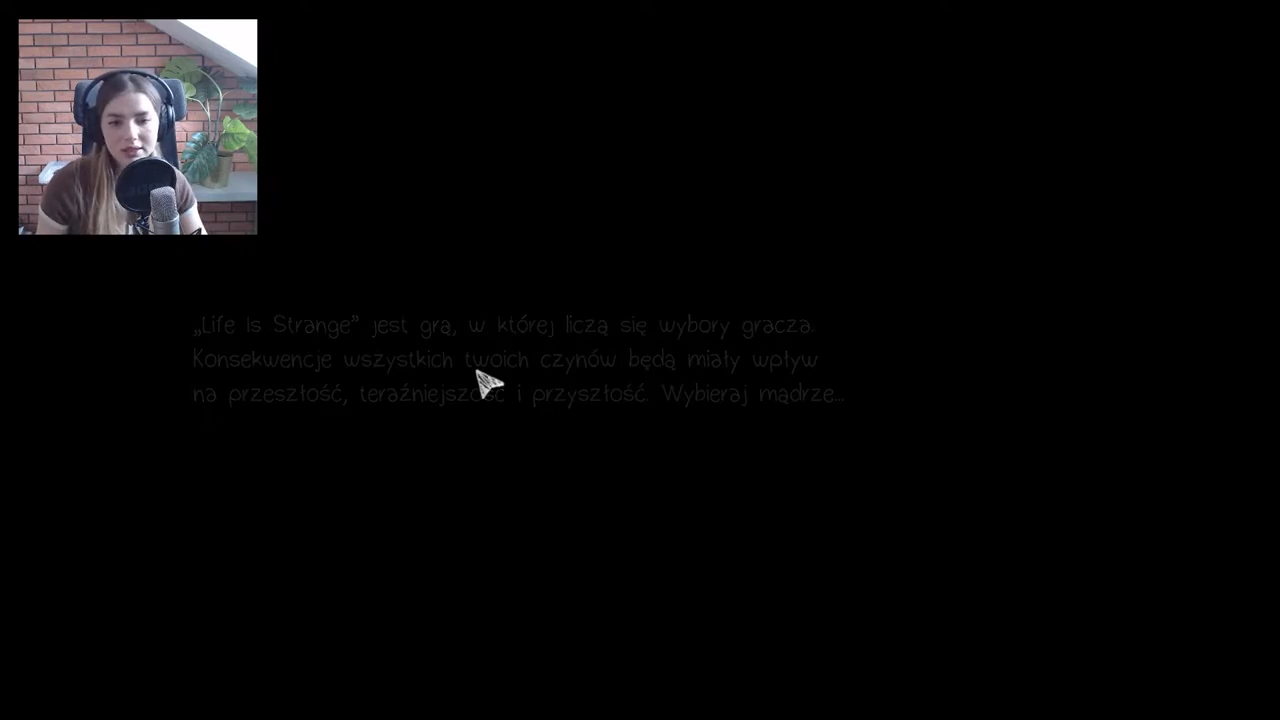 „Life Is Strange” jest grą, w której liczą się wybory gracza.
Konsekwencje wszystkich twoich czynów będą miały wpływ
na przeszłość, teraźniejszość i przyszłość. Wybieraj mądrze...